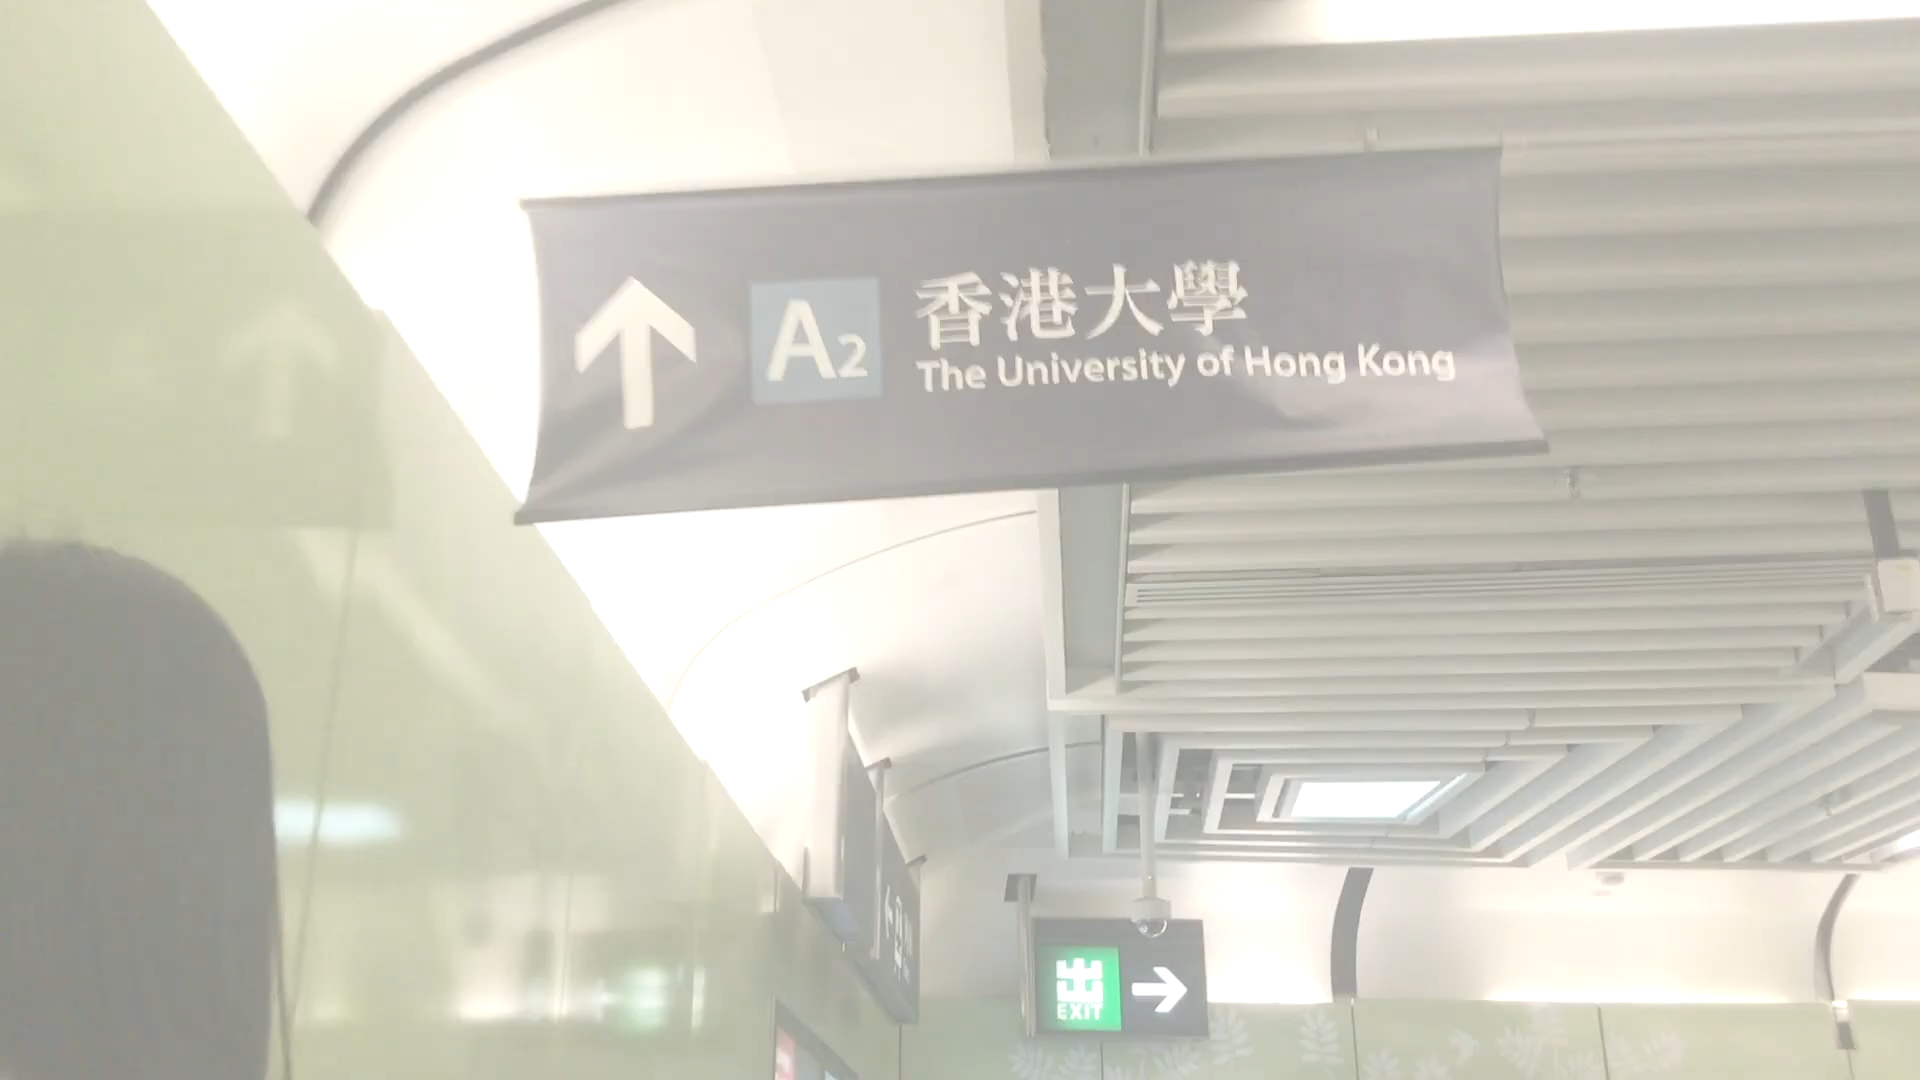 A2
香港大學
The University of Hong Kong
出
EXIT